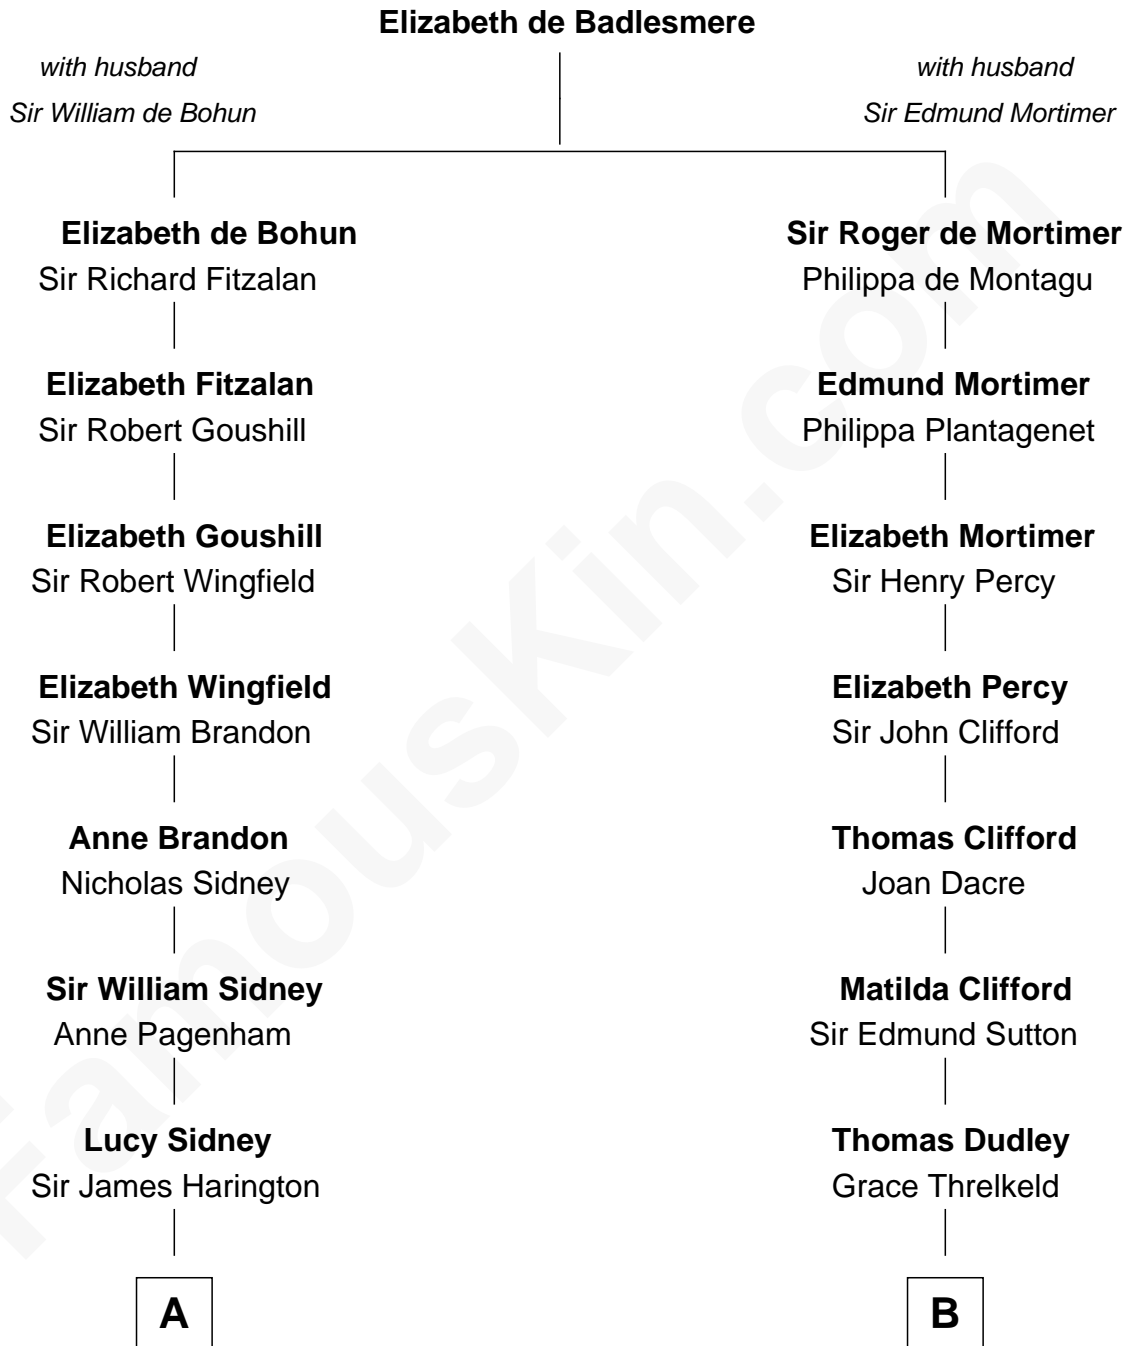 Elizabeth de Badlesmere
with husband
Sir William de Bohun
with husband
Sir Edmund Mortimer
Elizabeth de Bohun
Sir Richard Fitzalan
Sir Roger de Mortimer
Philippa de Montagu
Elizabeth Fitzalan
Sir Robert Goushill
Edmund Mortimer
Philippa Plantagenet
Elizabeth Goushill
Sir Robert Wingfield
Elizabeth Mortimer
Sir Henry Percy
Elizabeth Wingfield
Sir William Brandon
Elizabeth Percy
Sir John Clifford
Anne Brandon
Nicholas Sidney
Thomas Clifford
Joan Dacre
Sir William Sidney
Anne Pagenham
Matilda Clifford
Sir Edmund Sutton
Lucy Sidney
Sir James Harington
Thomas Dudley
Grace Threlkeld
A
B
FamousKin.com